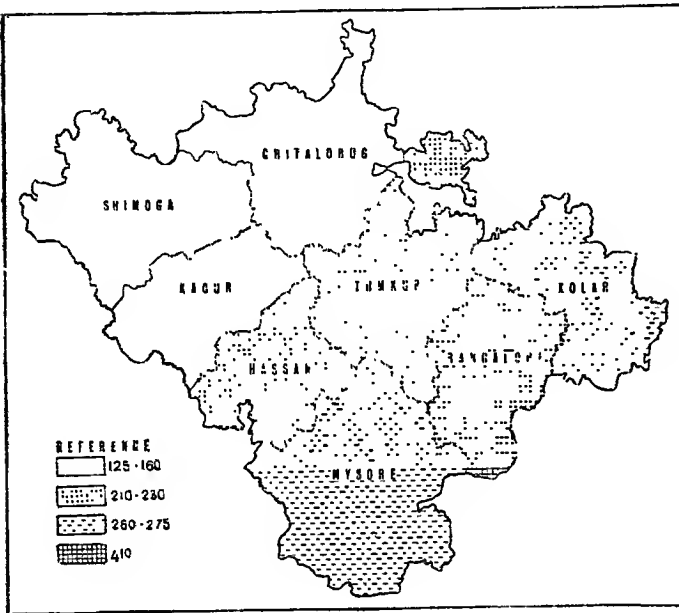 CHITALDRUG
SHIMOGA
KADUR
TUMKUR
KOLAR
HASSAN
BANGALORE
MYSORE
REFERENCE
125-160
210-230
260-275
410